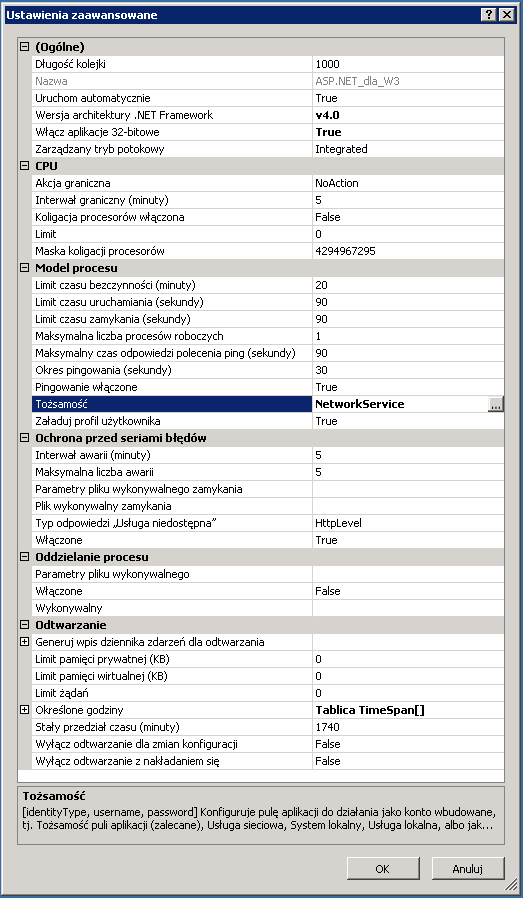 Ustawienia zaawansowane
(Ogólne)
Długość kolejki 1000
Nazwa ASP.NET_dla_W3
Uruchom automatycznie True
Wersja architektury .NET Framework v4.0
Włącz aplikacje 32-bitowe True
Zarządzany tryb potokowy Integrated
CPU
Akcja graniczna NoAction
Interwał graniczny (minuty) 5
Koligacja procesorów włączona False
Limit 0
Maska koligacji procesorów 4294967295
Model procesu
Limit czasu bezczynności (minuty) 20
Limit czasu uruchamiania (sekundy) 90
Limit czasu zamykania (sekundy) 90
Maksymalna liczba procesów roboczych 1
Maksymalny czas odpowiedzi polecenia ping (sekundy) 90
Okres pingowania (sekundy) 30
Pingowanie włączone True
Tożsamość NetworkService ...
Załaduj profil użytkownika True
Ochrona przed seriami błędów
Interwał awarii (minuty) 5
Maksymalna liczba awarii 5
Parametry pliku wykonywalnego zamykania
Plik wykonywalny zamykania
Typ odpowiedzi „Usługa niedostępna” HttpLevel
Włączone True
Oddzielanie procesu
Parametry pliku wykonywalnego
Włączone False
Wykonywalny
Odtwarzanie
Generuj wpis dziennika zdarzeń dla odtwarzania
Limit pamięci prywatnej (KB) 0
Limit pamięci wirtualnej (KB) 0
Limit żądań 0
Określone godziny Tablica TimeSpan[]
Stały przedział czasu (minuty) 1740
Wyłącz odtwarzanie dla zmian konfiguracji False
Wyłącz odtwarzanie z nakładaniem się False
Tożsamość
[identityType, username, password] Konfiguruje pulę aplikacji do działania jako konto wbudowane,
tj. Tożsamość puli aplikacji (zalecane), Usługa sieciowa, System lokalny, Usługa lokalna, albo jak...
OK Anuluj